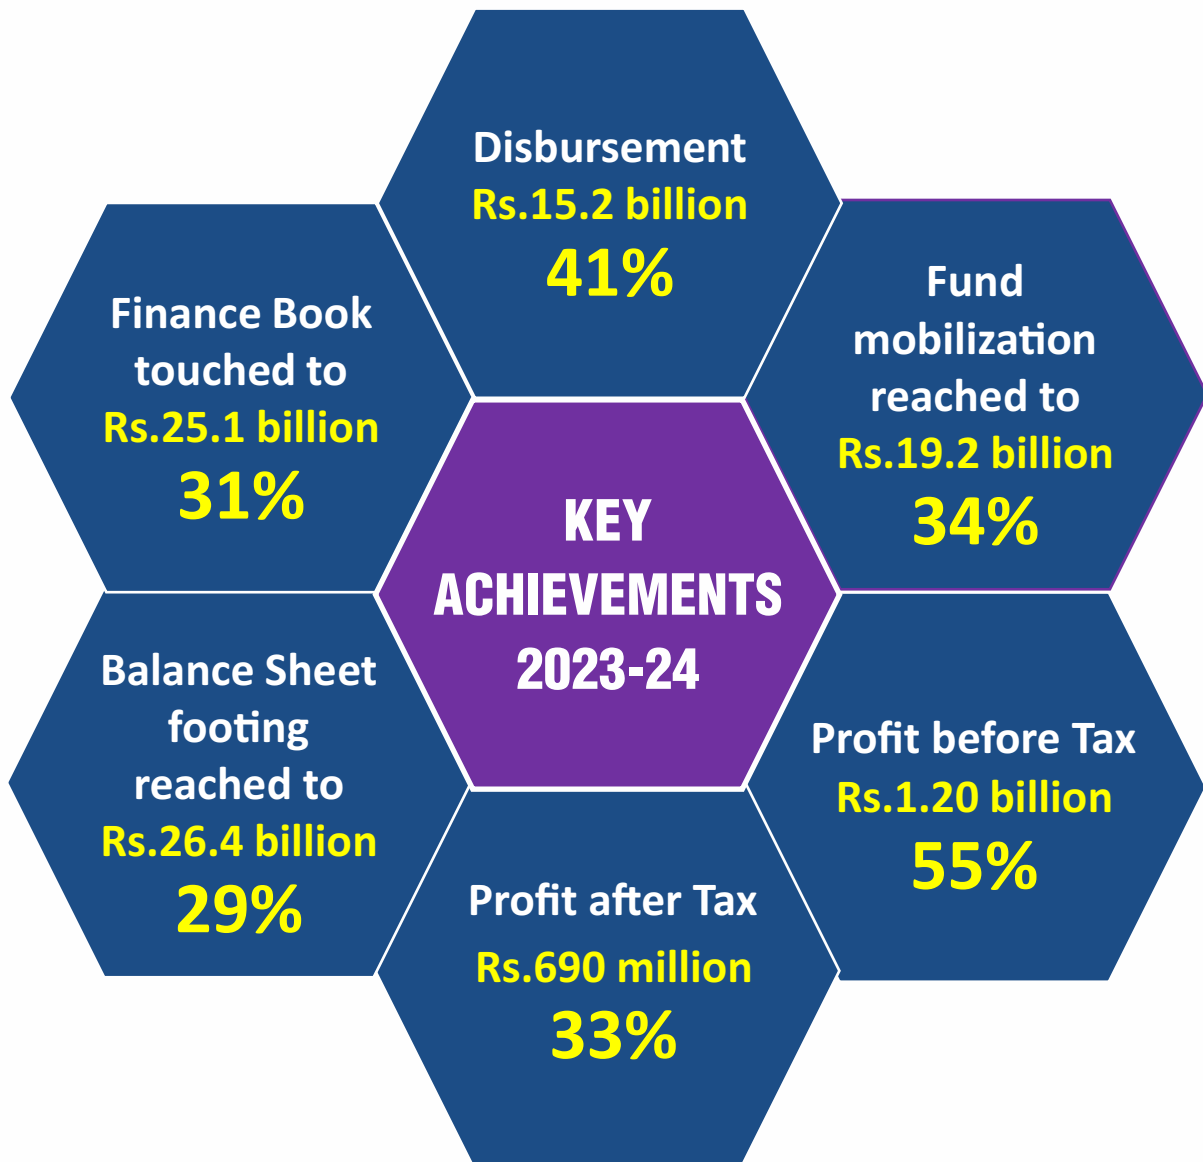 Disbursement
Rs.15.2 billion
41%
Fund
mobilization
reached to
Rs.19.2 billion
34%
Finance Book
touched to
Rs.25.1 billion
31%
KEY
ACHIEVEMENTS
2023-24
Balance Sheet
footing
reached to
Rs.26.4 billion
29%
Profit before Tax
Rs.1.20 billion
55%
Profit after Tax
Rs.690 million
33%